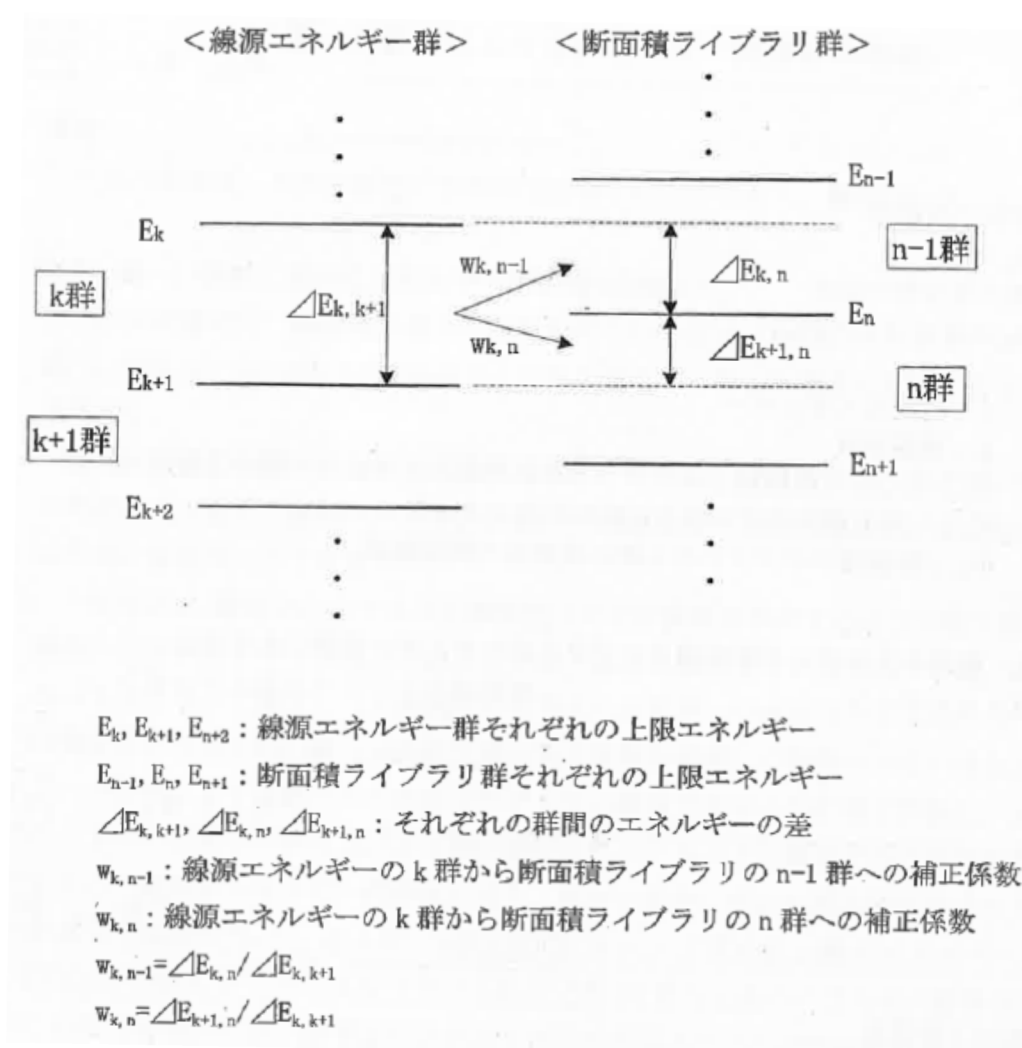 <線源エネルギー群> <断面積ライブラリ群>
En-1
Ek
n-1群
Wk, n-1
⊿Ek, n
k群
⊿Ek, k+1
En
Wk, n
⊿Ek+1, n
Ek+1
n群
k+1群
En+1
Ek+2
Ek, Ek+1, En+2：線源エネルギー群それぞれの上限エネルギー
En-1, En, En+1：断面積ライブラリ群それぞれの上限エネルギー
⊿Ek, k+1, ⊿Ek, n, ⊿Ek+1, n：それぞれの群間のエネルギーの差
wk, n-1：線源エネルギーの k 群から断面積ライブラリの n-1 群への補正係数
wk, n：線源エネルギーの k 群から断面積ライブラリの n 群への補正係数
wk, n-1=⊿Ek, n/⊿Ek, k+1
wk, n=⊿Ek+1, n/⊿Ek, k+1